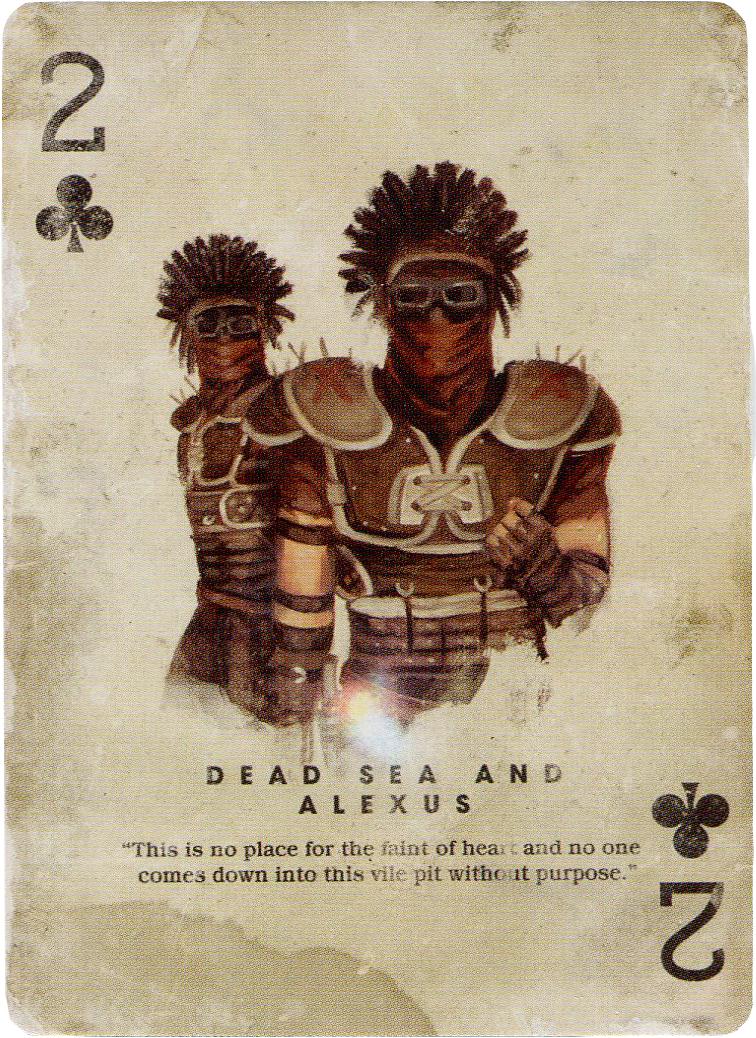 2
DEAD SEA AND
ALEXUS
“This is no place for the faint of heart and no one
comes down into this vile pit without purpose.”
2